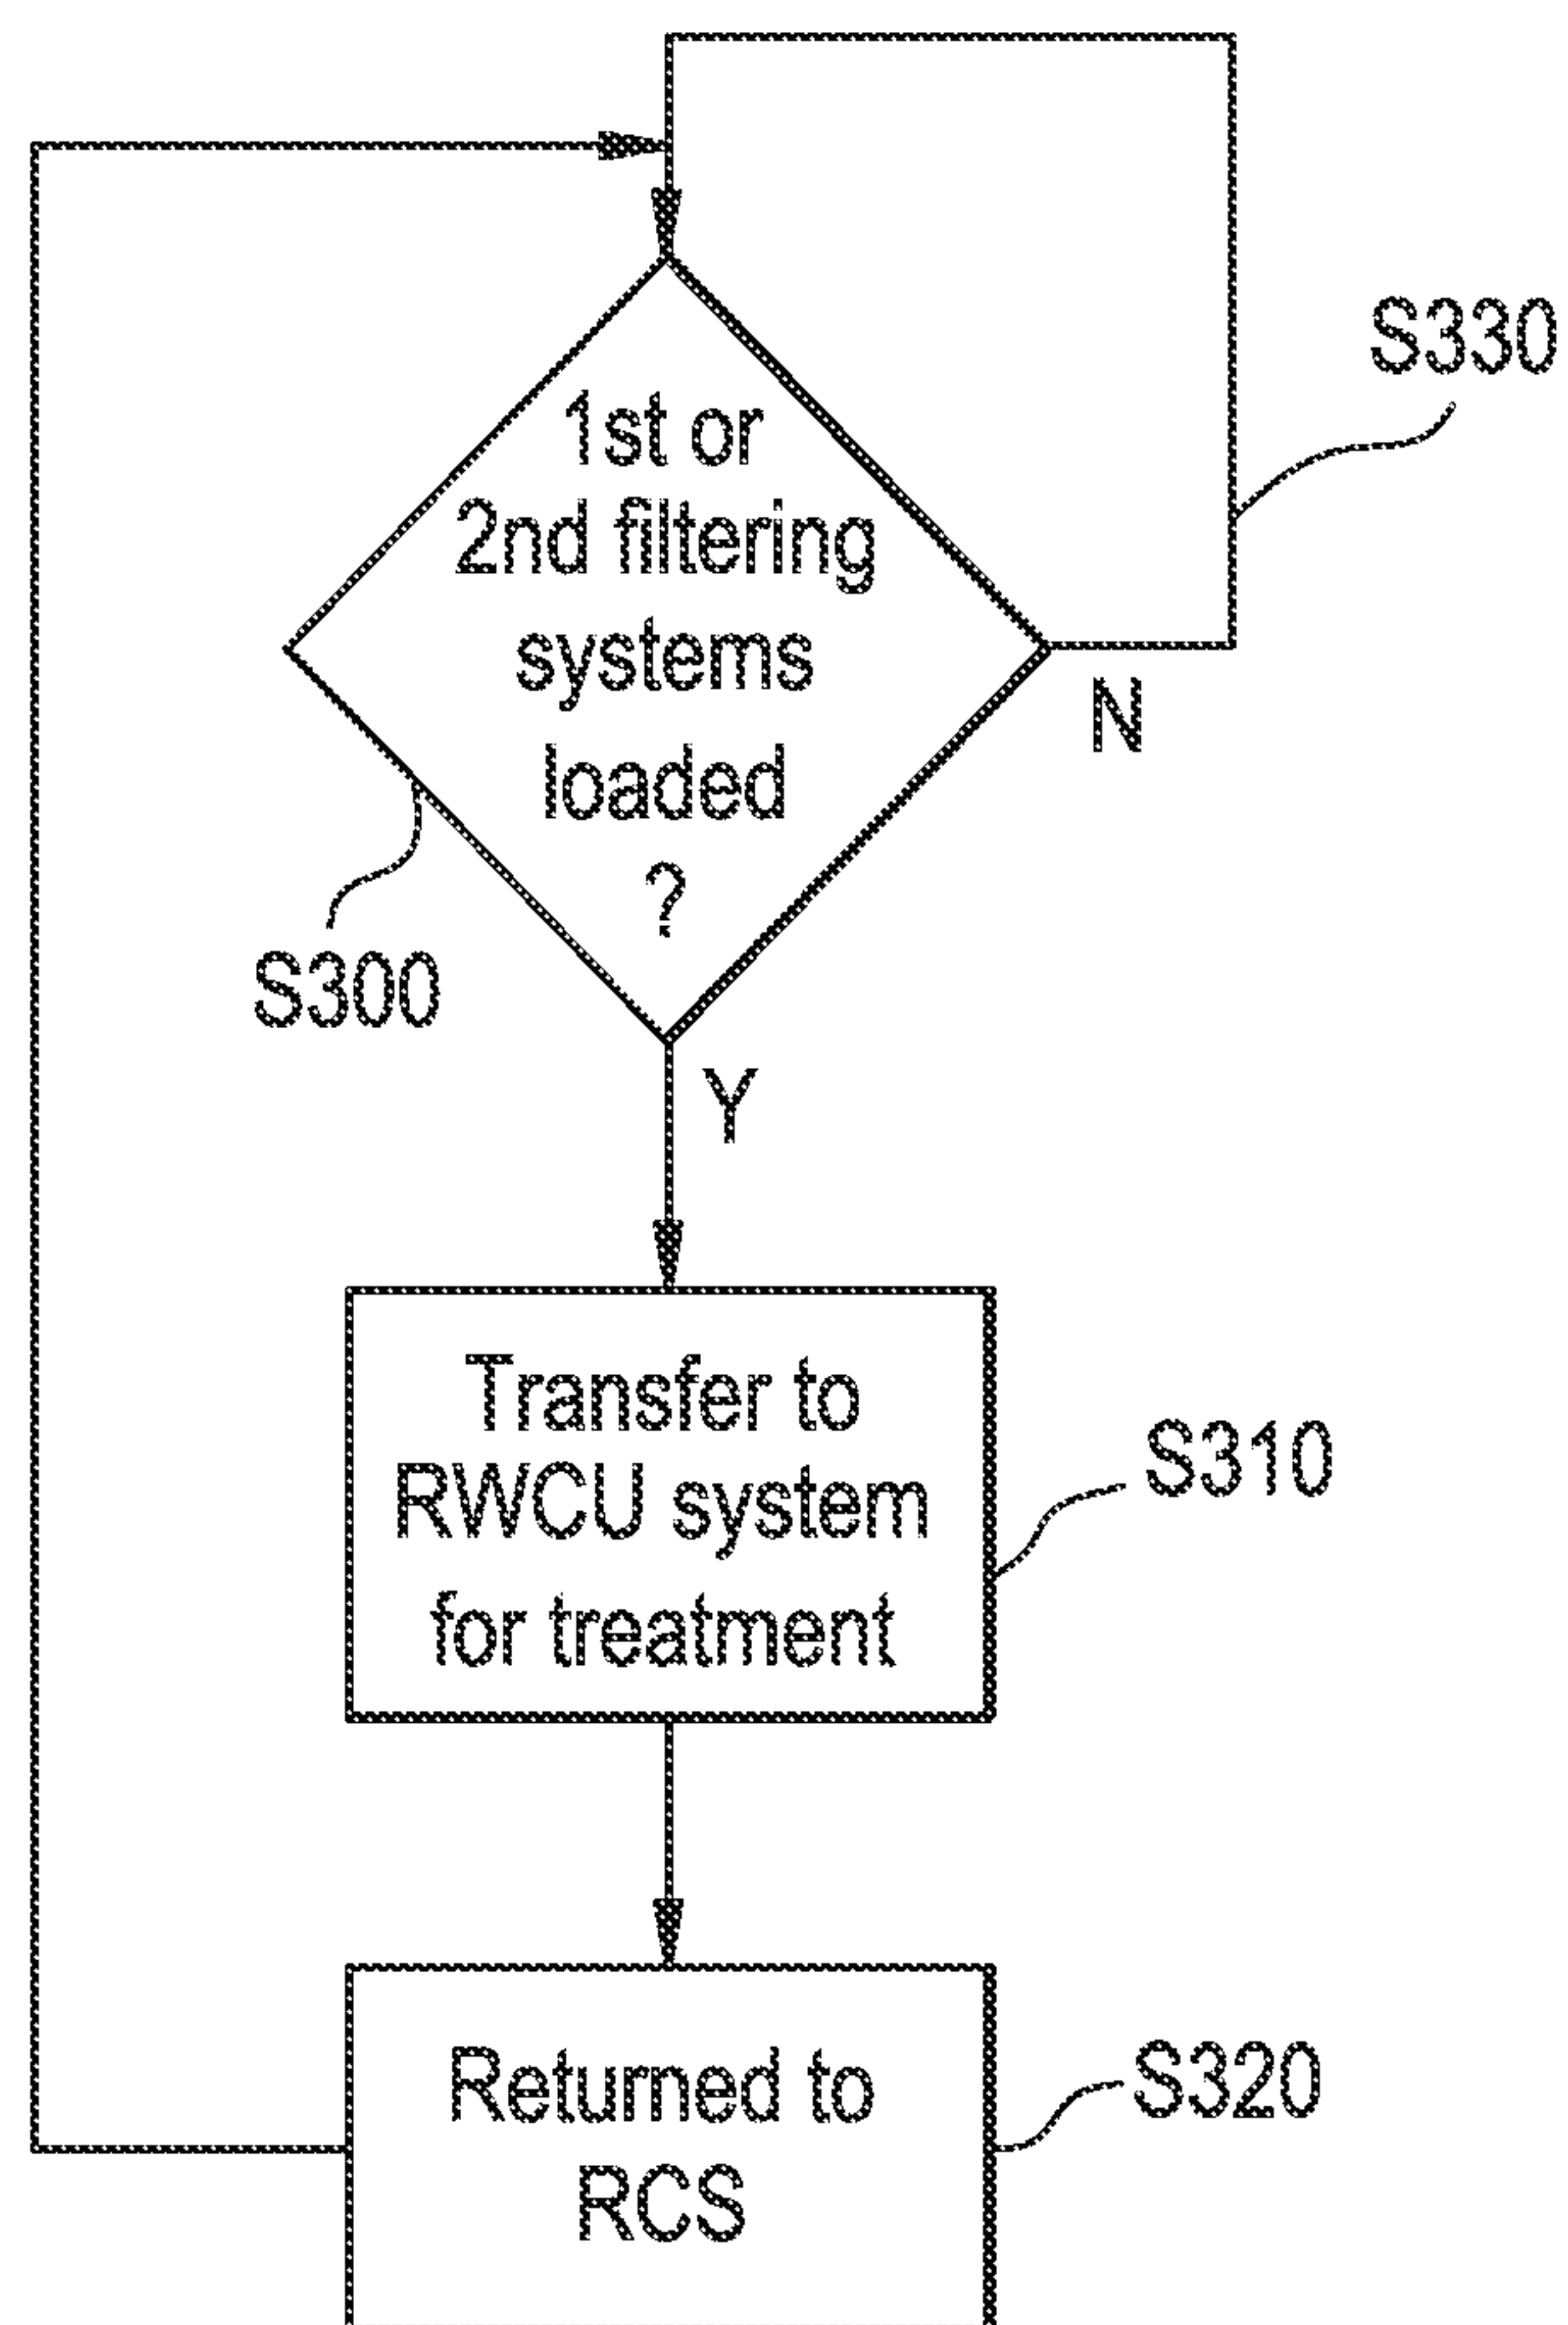 S330
1st or
2nd filtering
systems
loaded
?
N
S300
Y
Transfer to
RWCU system
for treatment
S310
Returned to
RCS
S320